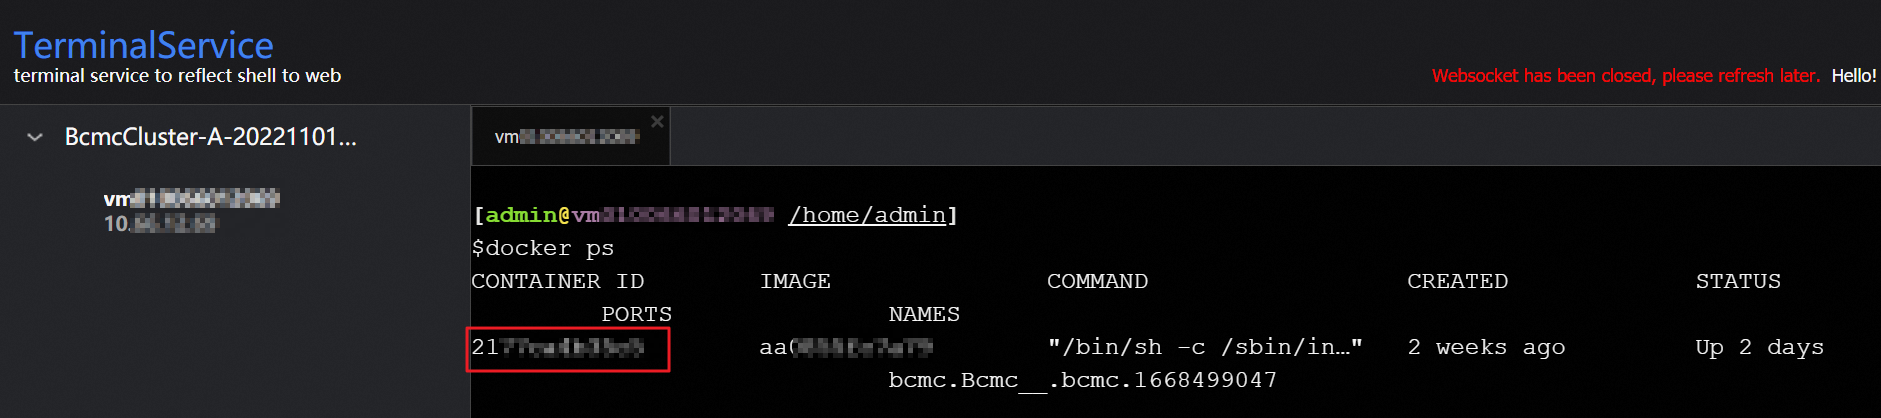 TerminalService
terminal service to reflect shell to web
Websocket has been closed, please refresh later. Hello!
BcmcCluster-A-20221101...
vm
vm
10.
[admin@vm /home/admin]
$docker ps
CONTAINER ID IMAGE COMMAND CREATED STATUS
PORTS NAMES
21 aa "/bin/sh -c /sbin/in…" 2 weeks ago Up 2 days
bcmc.Bcmc__.bcmc.1668499047